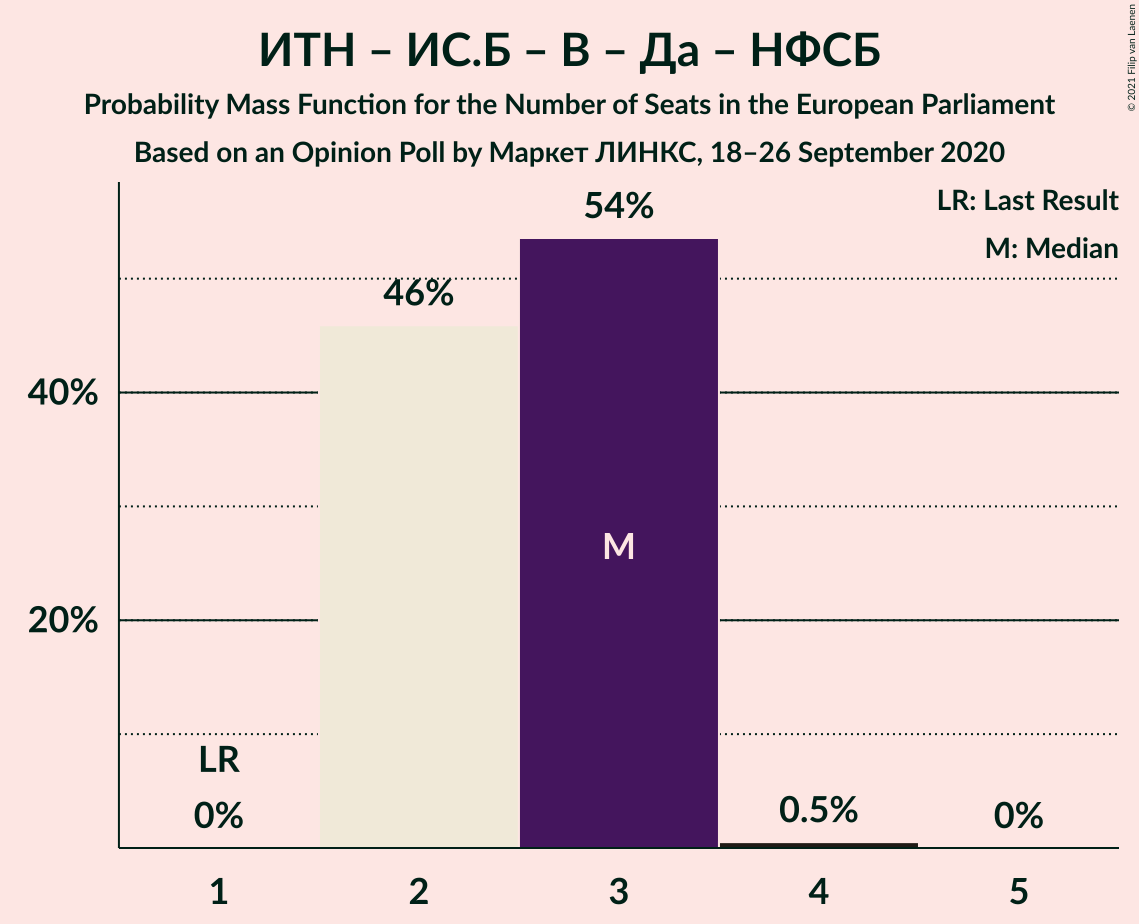 ИТН – ИС.Б – В – Да – НФСБ
Probability Mass Function for the Number of Seats in the European Parliament
Based on an Opinion Poll by Маркет ЛИНКС, 18–26 September 2020
© 2021 Filip van Laenen
LR: Last Result
M: Median
54%
46%
40%
M
20%
LR
0%
0.5%
0%
1 2 3 4 5